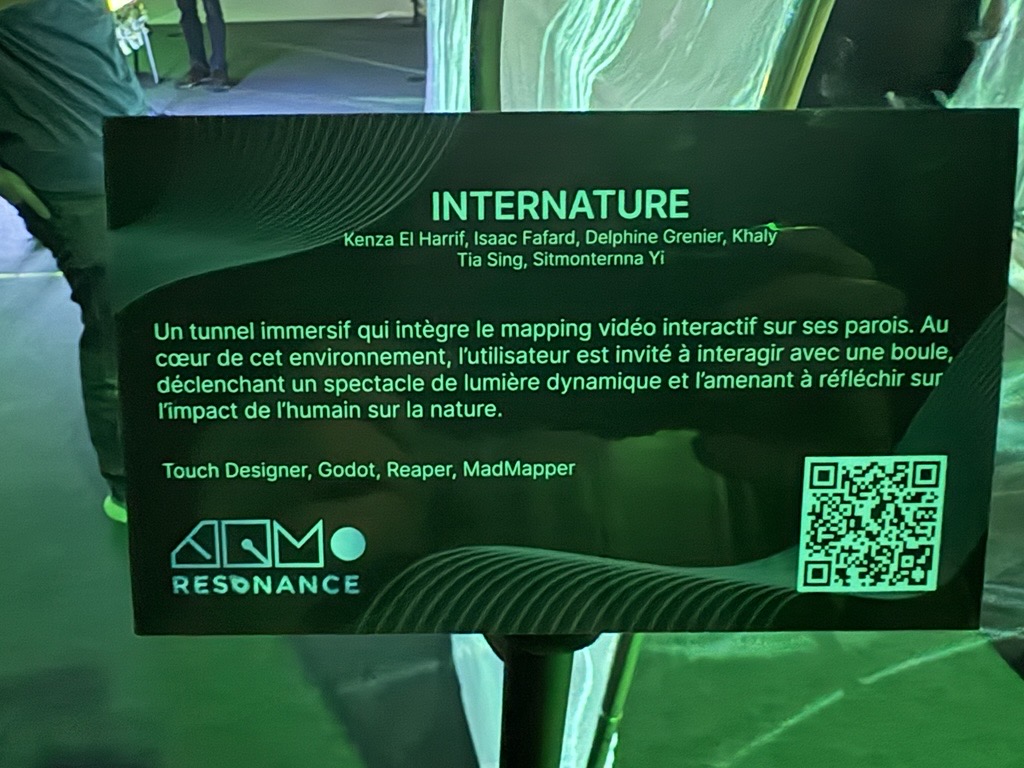 INTERNATURE
Kenza El Harrif, Isaac Fafard, Delphine Grenier, Khaly
Tia Sing, Sitmonternna Yi
Un tunnel immersif qui intègre le mapping vidéo interactif sur ses parois. Au
cœur de cet environnement, l'utilisateur est invité à interagir avec une boule,
déclenchant un spectacle de lumière dynamique et l'amenant à réfléchir sur
l'impact de l'humain sur la nature.
Touch Designer, Godot, Reaper, MadMapper
RESONANCE